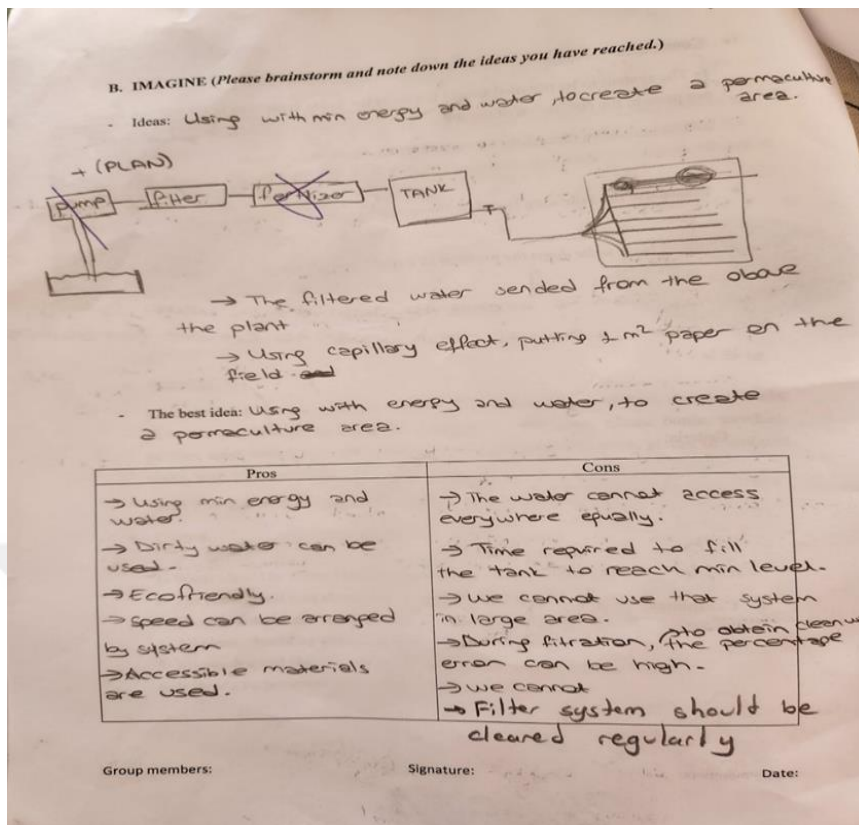 B. IMAGINE (Please brainstorm and note down the ideas you have reached.)
- Ideas: Using with min energy and water, to create a permaculture
area.
+ (PLAN)
pump
filter
fertilizer
TANK
→ The filtered water sended from the above
the plant
→ Using capillary effect, putting 1 m² paper on the
field and
- The best idea: Using with energy and water, to create
a permaculture area.
Pros
→ Using min energy and
water.
→ Dirty water can be
used.
→ Ecofriendly.
→ speed can be arranged
by system
→ Accessible materials
are used.
Cons
→ The water cannot access
everywhere equally.
→ Time required to fill
the tank to reach min level.
→ we cannot use that system
in large area.
to obtain clean
→ During fitration, the percentage
error can be high.
→ we cannot
→ Filter system should be
cleared regularly
Group members:
Signature:
Date: